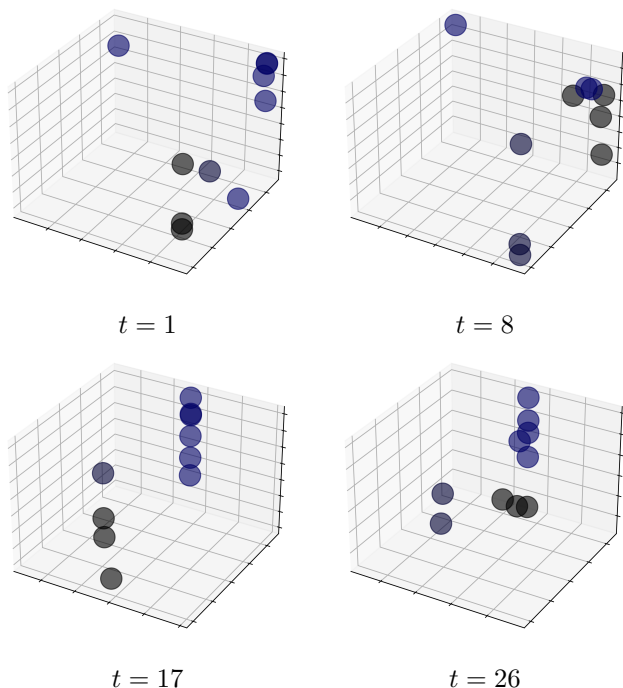 t = 1
t = 8
t = 17
t = 26